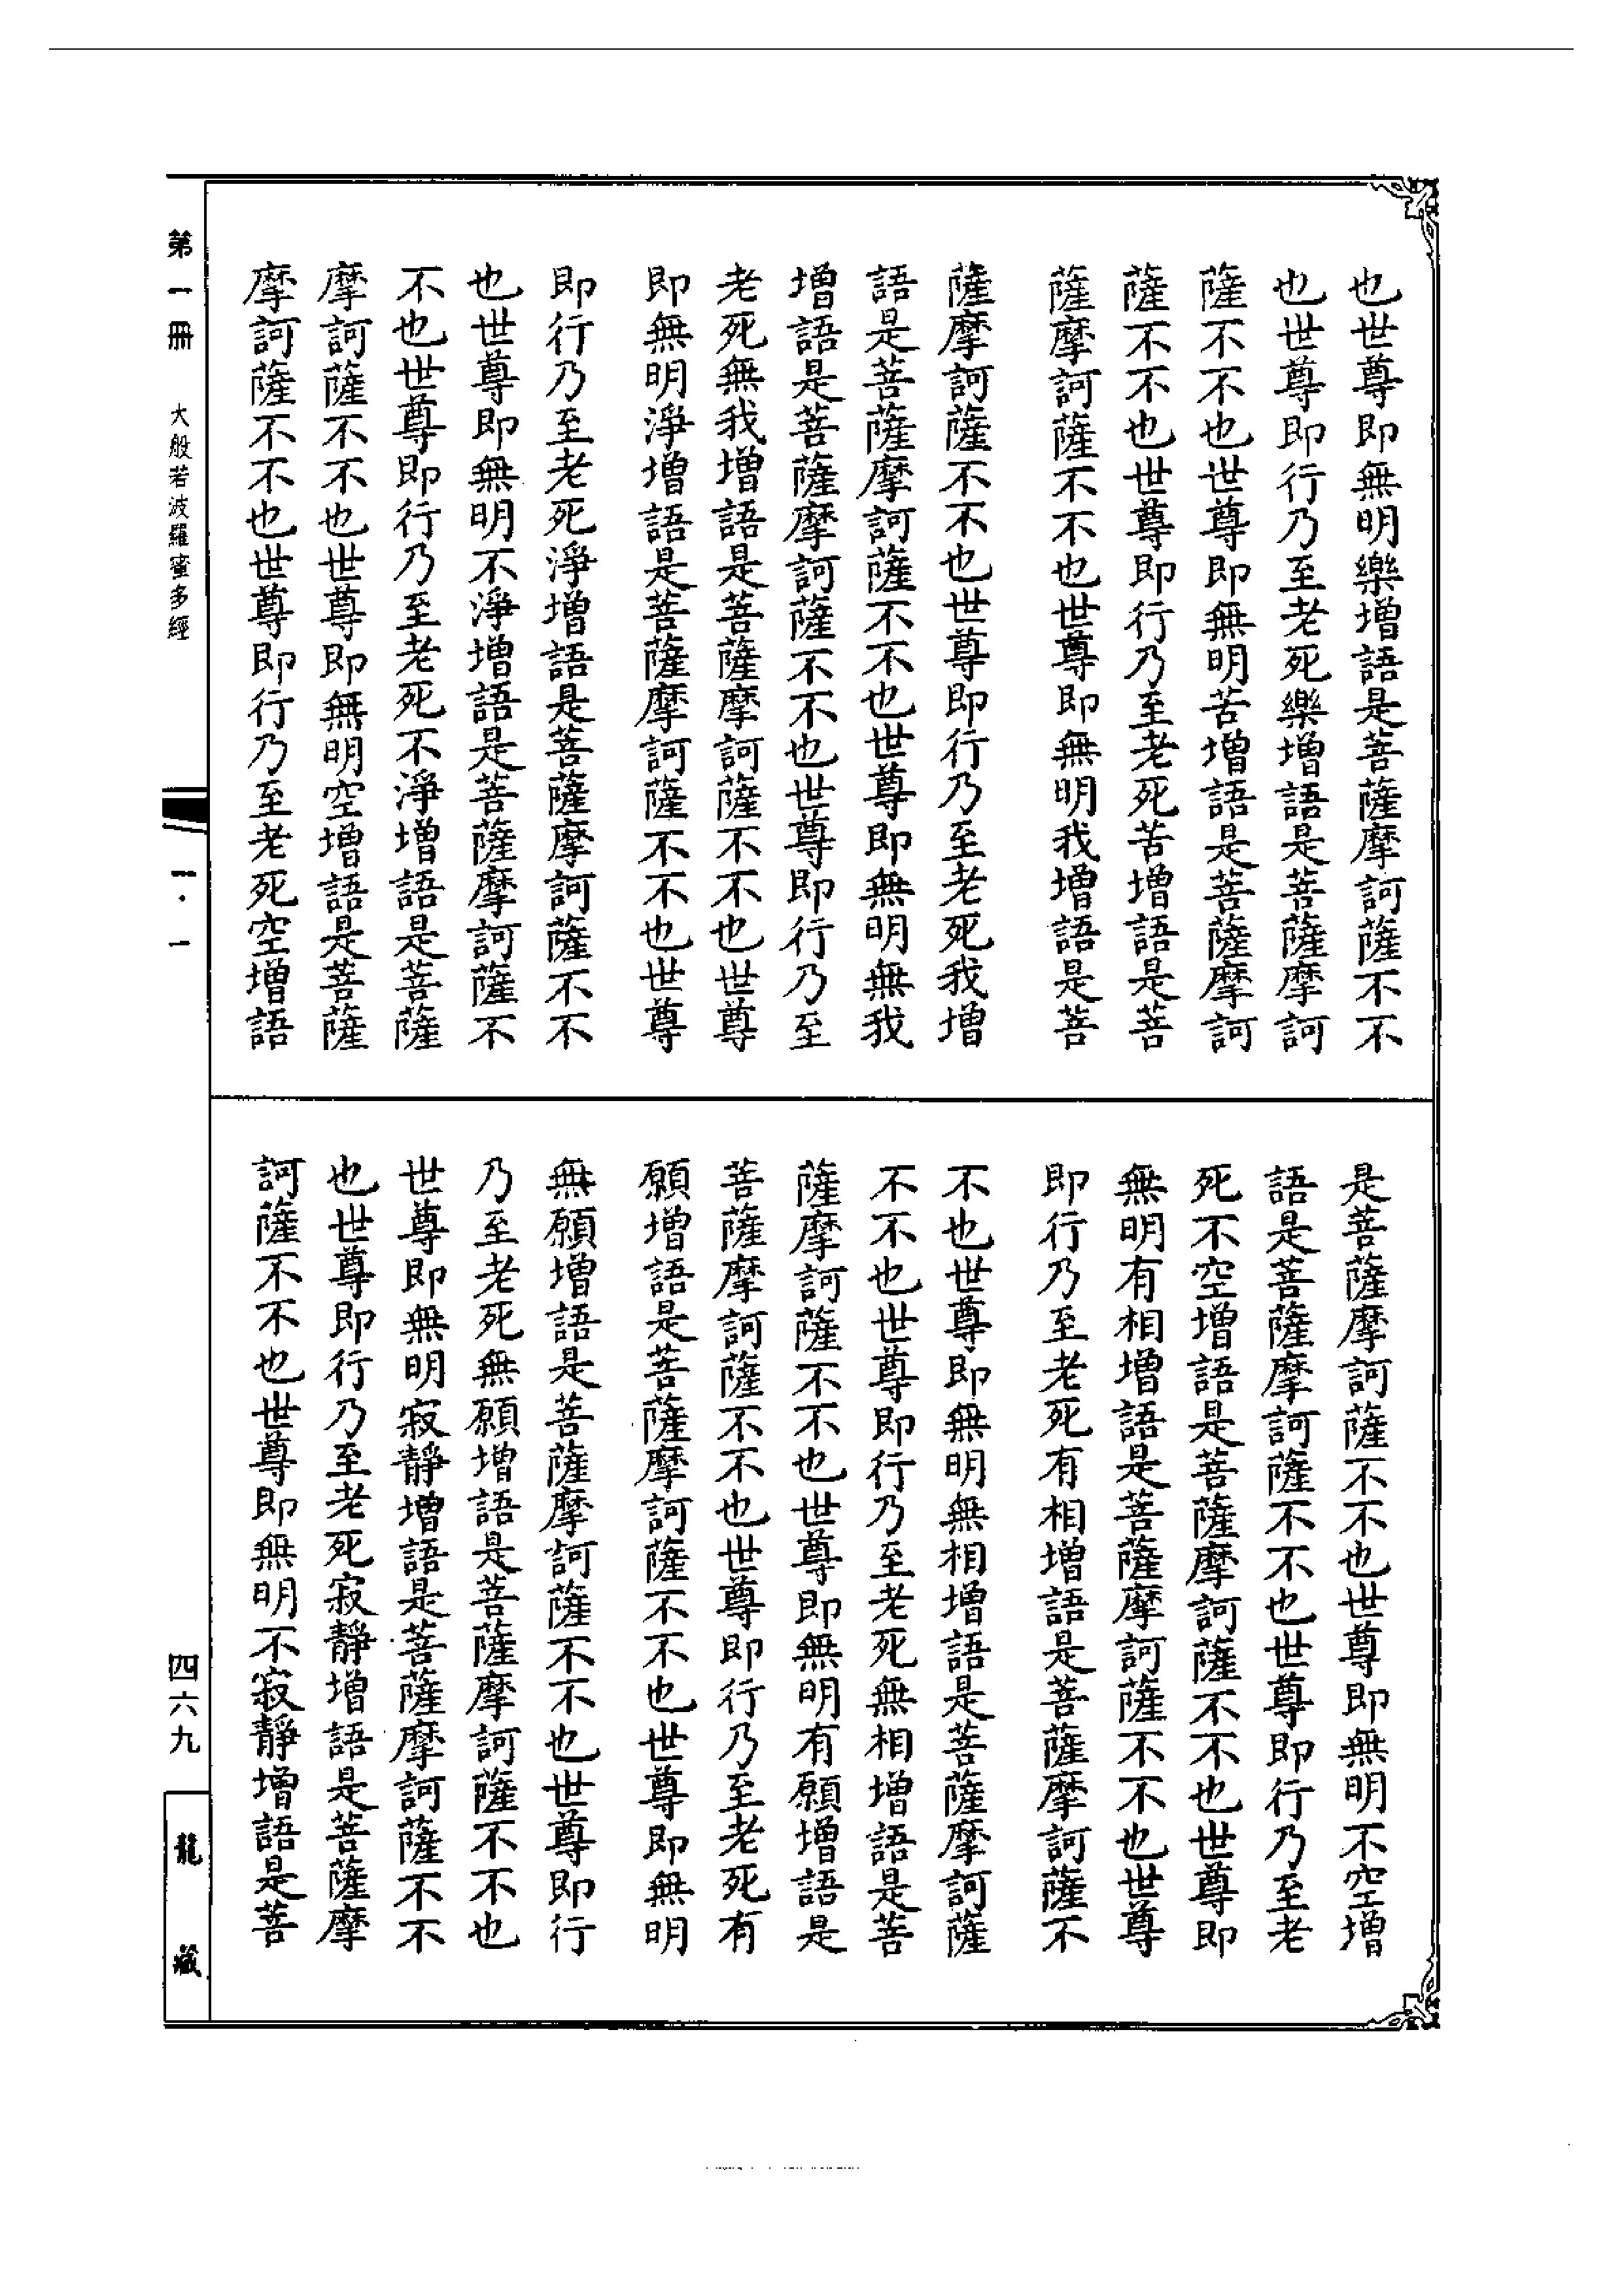 也世尊即無明樂增語是菩薩摩訶薩不不
也世尊即行乃至老死樂增語是菩薩摩訶
薩不不也世尊即無明苦增語是菩薩摩訶
薩不不也世尊即行乃至老死苦增語是菩
薩摩訶薩不不也世尊即無明我增語是菩
薩摩訶薩不不也世尊即行乃至老死我增
語是菩薩摩訶薩不不也世尊即無明無我
增語是菩薩摩訶薩不不也世尊即行乃至
老死無我增語是菩薩摩訶薩不不也世尊
即無明淨增語是菩薩摩訶薩不不也世尊
即行乃至老死淨增語是菩薩摩訶薩不不
也世尊即無明不淨增語是菩薩摩訶薩不
不也世尊即行乃至老死不淨增語是菩薩
摩訶薩不不也世尊即無明空增語是菩薩
摩訶薩不不也世尊即行乃至老死空增語
是菩薩摩訶薩不不也世尊即無明不空增
語是菩薩摩訶薩不不也世尊即行乃至老
死不空增語是菩薩摩訶薩不不也世尊即
無明有相增語是菩薩摩訶薩不不也世尊
即行乃至老死有相增語是菩薩摩訶薩不
不也世尊即無明無相增語是菩薩摩訶薩
不不也世尊即行乃至老死無相增語是菩
薩摩訶薩不不也世尊即無明有願增語是
菩薩摩訶薩不不也世尊即行乃至老死有
願增語是菩薩摩訶薩不不也世尊即無明
無願增語是菩薩摩訶薩不不也世尊即行
乃至老死無願增語是菩薩摩訶薩不不也
世尊即無明寂靜增語是菩薩摩訶薩不不
也世尊即行乃至老死寂靜增語是菩薩摩
訶薩不不也世尊即無明不寂靜增語是菩
第一冊 大般若波羅蜜多經
一·一
四六九
龍藏